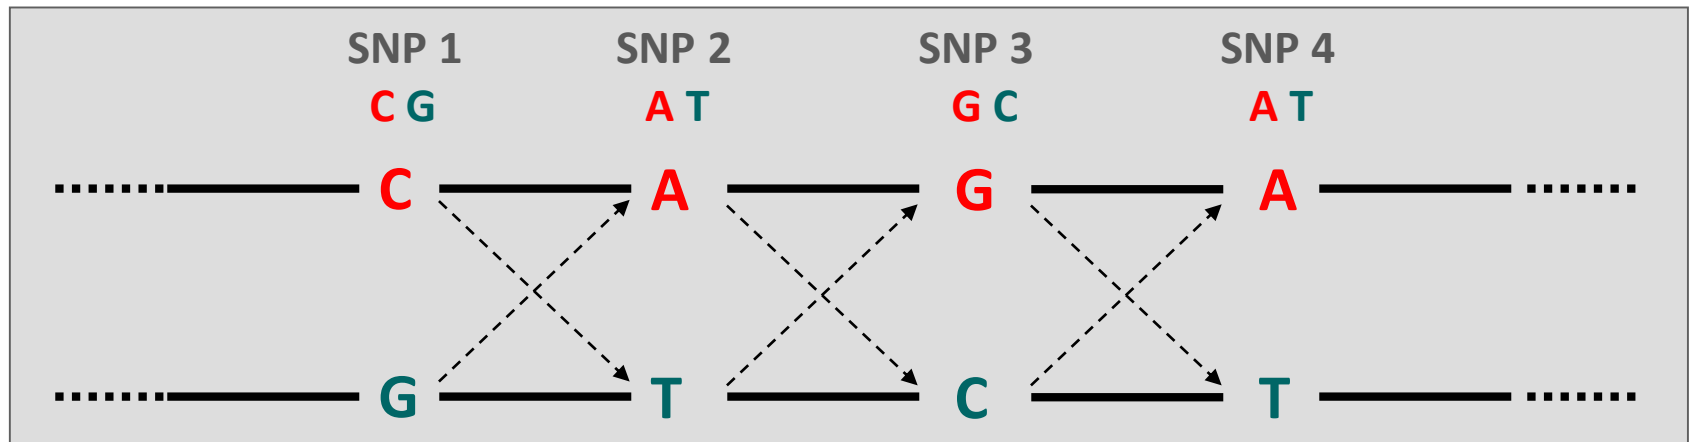 SNP 1 SNP 2 SNP 3 SNP 4
C G A T G C A T
C A G A
G T C T